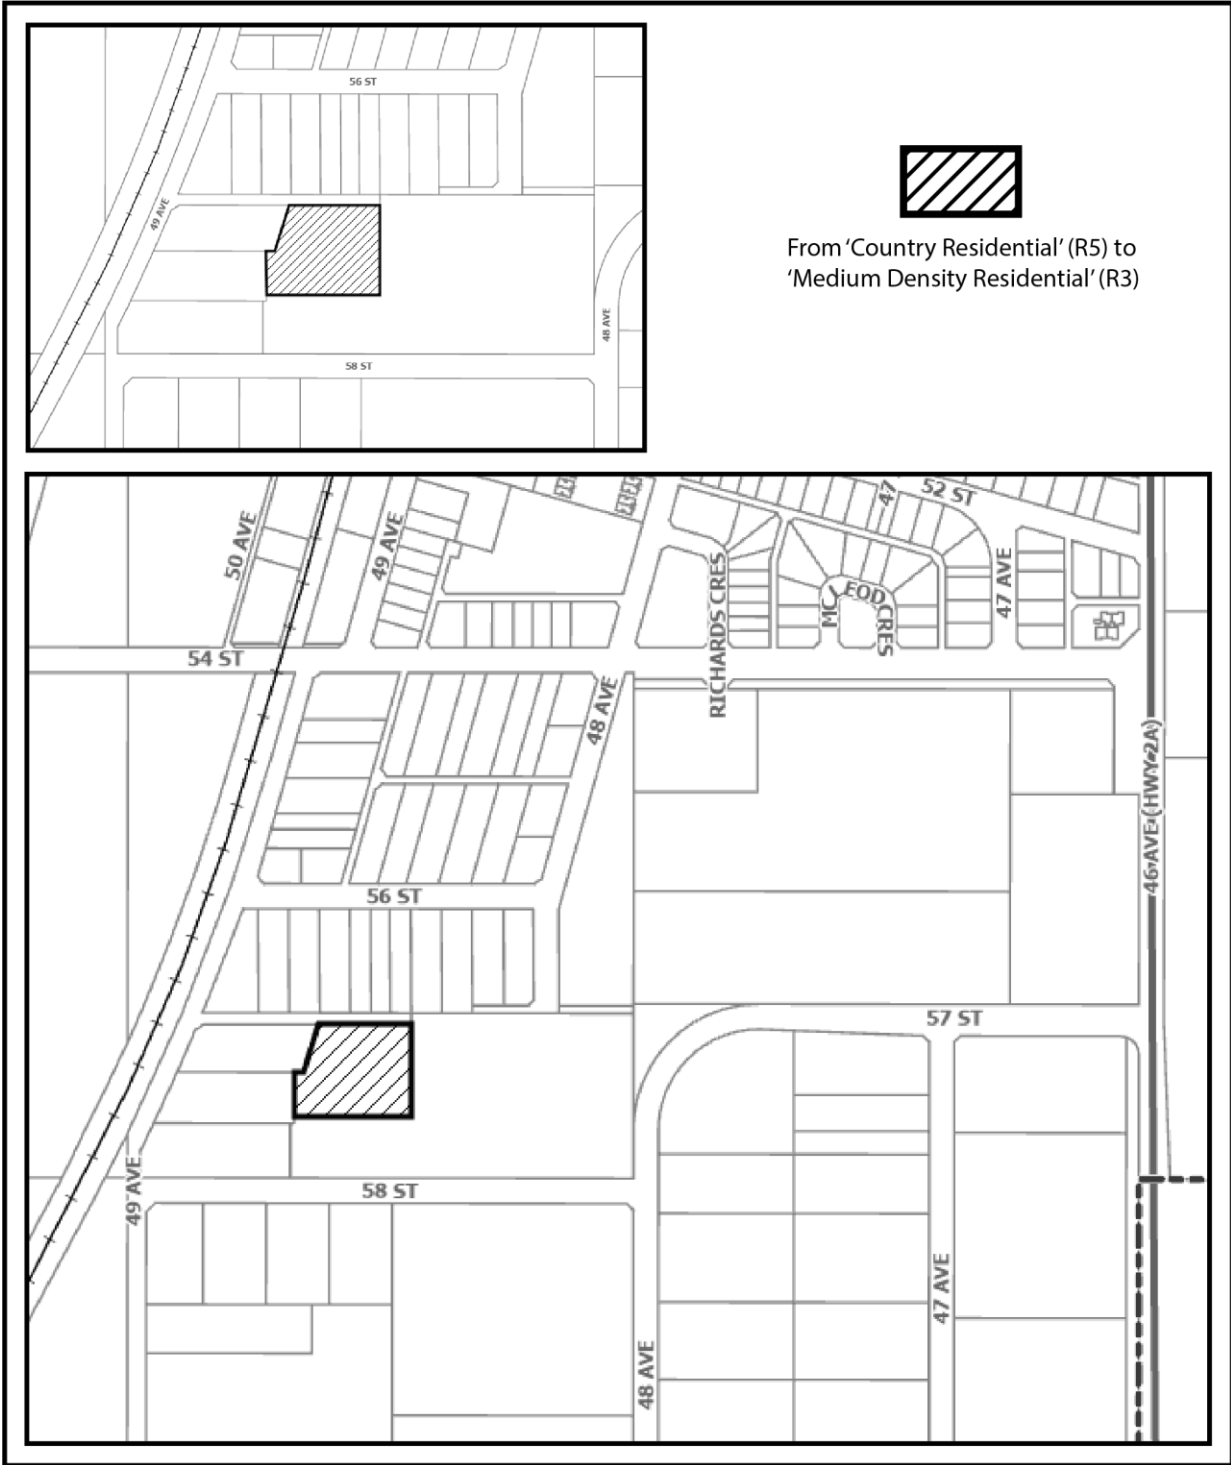 56 ST
49 AVE
48 AVE
58 ST
From ‘Country Residential’ (R5) to
‘Medium Density Residential’ (R3)
50 AVE
49 AVE
47
52 ST
RICHARDS CRES
MCLEOD CRES
47 AVE
54 ST
48 AVE
46 AVE (HWY 2A)
56 ST
57 ST
49 AVE
58 ST
47 AVE
48 AVE